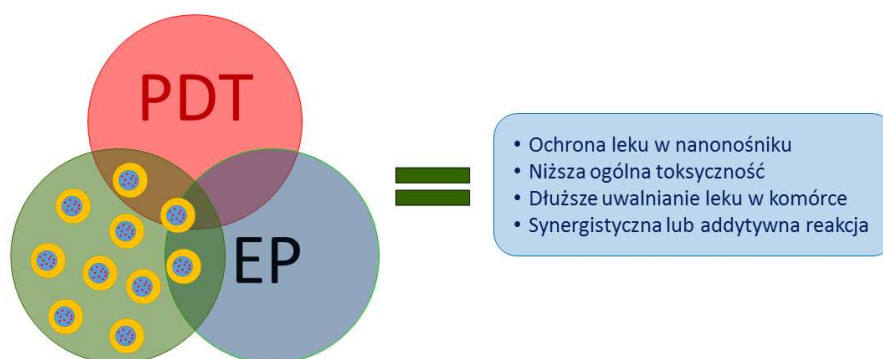 PDT
EP
• Ochrona leku w nanonośniku
• Niższa ogólna toksyczność
• Dłuższe uwalnianie leku w komórce
• Synergistyczna lub addytywna reakcja